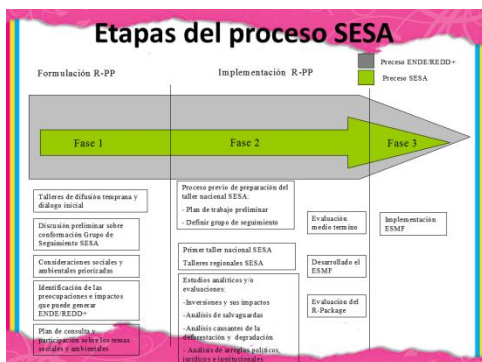 Etapas del proceso SESA
Formulación R-PP
Implementación R-PP
Preceso ENDE/REDD+
Preceso SESA
Fase 1
Fase 2
Fase 3
Talleres de difusión temprana y
diálogo inicial
Discusión preliminar sobre
conformación Grupo de
Seguimiento SESA
Consideraciones sociales y
ambientales priorizadas
Identificación de las
preocupaciones e impactos
que puede generar
ENDE/REDD+
Plan de consulta y
participación sobre los temas
sociales y ambientales
Proceso previo de preparación del
taller nacional SESA:
- Plan de trabajo preliminar
- Definir grupo de seguimiento
Primer taller nacional SESA
Talleres regionales SESA
Estudios analíticos y/o
evaluaciones:
-Inversiones y sus impactos
-Análisis de salvaguardas
-Análisis causantes de la
deforestación y degradación
- Análisis de arreglos políticos,
jurídicos e institucionales
Evaluación
medio termino
Desarrollado el
ESMF
Evaluación del
R-Package
Implementación
ESMF